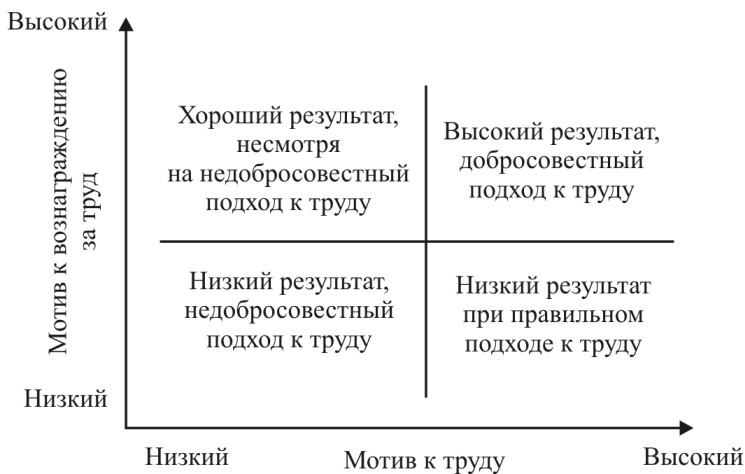 Высокий
Мотив к вознаграждению
за труд
Хороший результат,
несмотря
на недобросовестный
подход к труду
Высокий результат,
добросовестный
подход к труду
Низкий результат,
недобросовестный
подход к труду
Низкий результат
при правильном
подходе к труду
Низкий
Низкий
Мотив к труду
Высокий